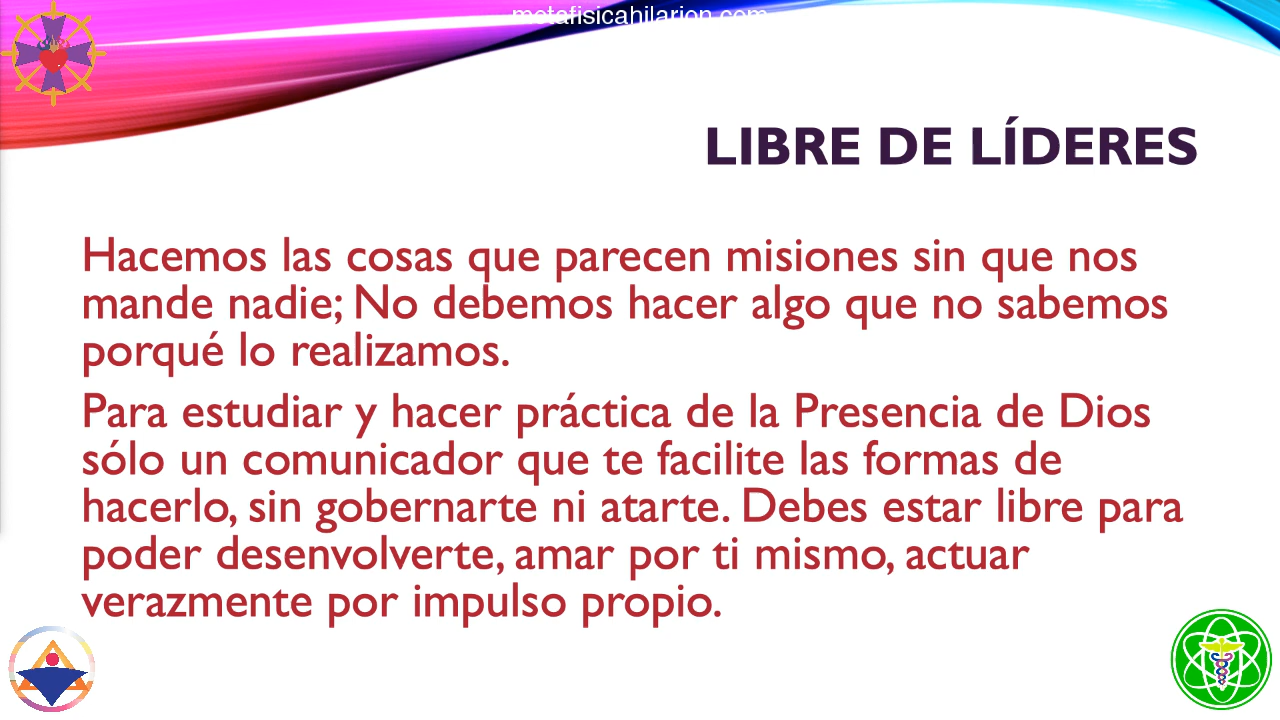 metafisicahilarion.com
LIBRE DE LÍDERES
Hacemos las cosas que parecen misiones sin que nos
mande nadie; No debemos hacer algo que no sabemos
porqué lo realizamos.
Para estudiar y hacer práctica de la Presencia de Dios
sólo un comunicador que te facilite las formas de
hacerlo, sin gobernarte ni atarte. Debes estar libre para
poder desenvolverte, amar por ti mismo, actuar
verazmente por impulso propio.